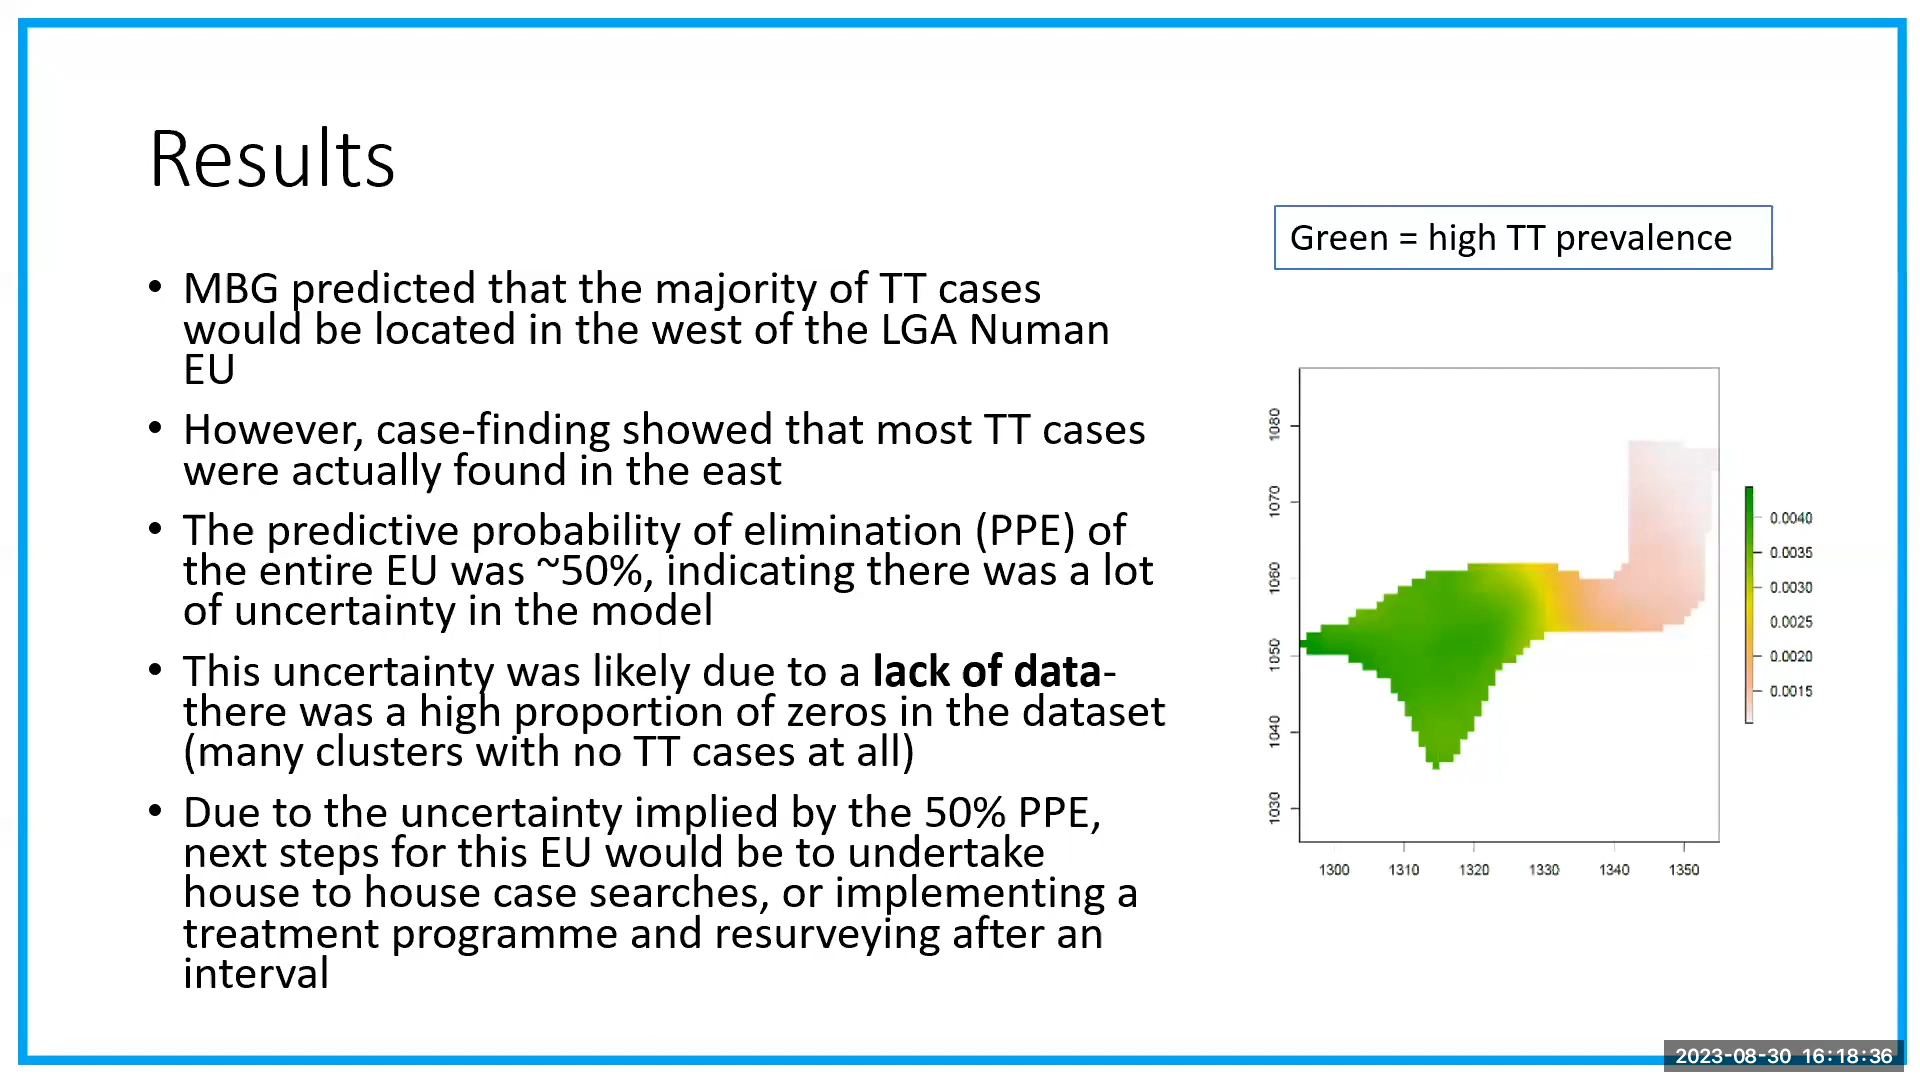 Results
Green = high TT prevalence
• MBG predicted that the majority of TT cases
would be located in the west of the LGA Numan
EU
• However, case-finding showed that most TT cases
were actually found in the east
• The predictive probability of elimination (PPE) of
the entire EU was ~50%, indicating there was a lot
of uncertainty in the model
• This uncertainty was likely due to a lack of data-
there was a high proportion of zeros in the dataset
(many clusters with no TT cases at all)
• Due to the uncertainty implied by the 50% PPE,
next steps for this EU would be to undertake
house to house case searches, or implementing a
treatment programme and resurveying after an
interval
1080
1070
1060
1050
1040
1030
1300 1310 1320 1330 1340 1350
0.0040
0.0035
0.0030
0.0025
0.0020
0.0015
2023-08-30 16:18:36